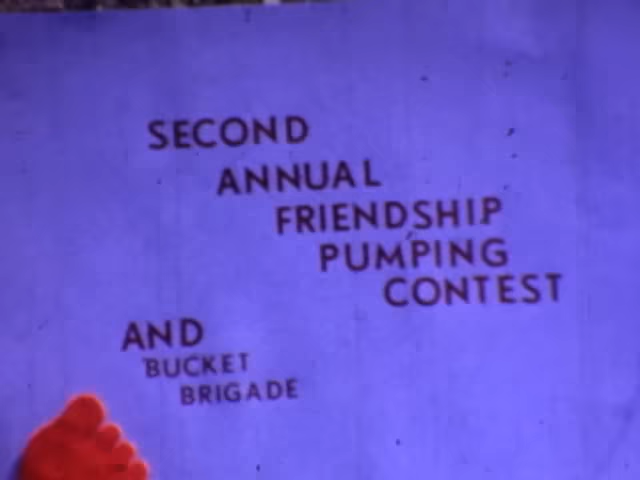 SECOND
ANNUAL
FRIENDSHIP
PUMPING
CONTEST
AND
BUCKET
BRIGADE